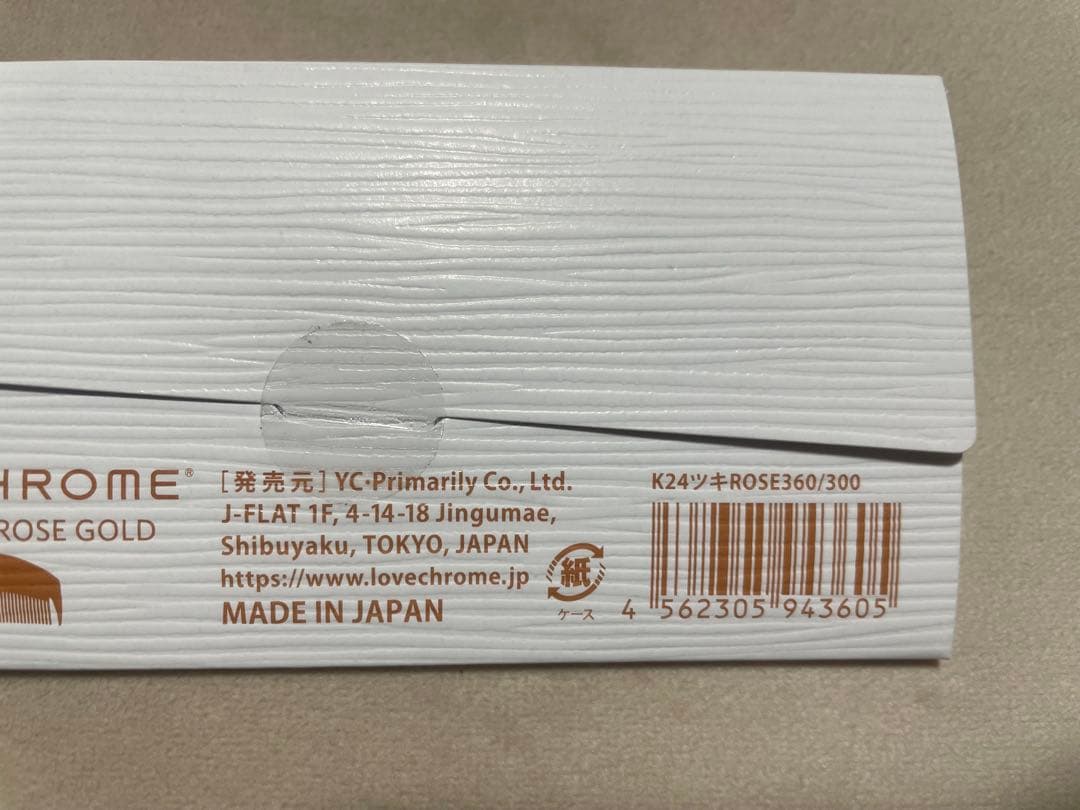 HROME®
ROSE GOLD
[発売元] YC·Primarily Co., Ltd.
J-FLAT 1F, 4-14-18 Jingumae,
Shibuyaku, TOKYO, JAPAN
https://www.lovechrome.jp
MADE IN JAPAN
紙
ケース
K24ツキROSE360/300
4 562305 943605